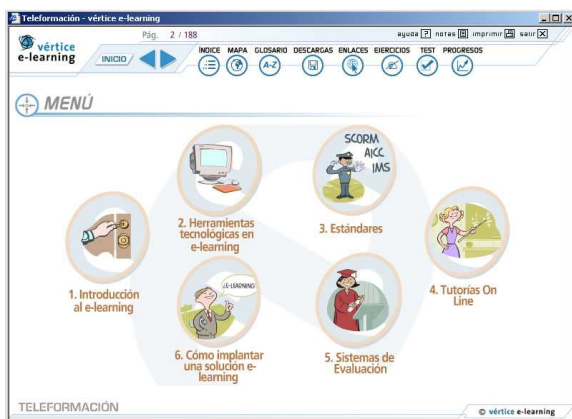 Teleformación - vértice e-learning
Pág. 2 / 188
ayuda ? notas imprimir salir X
vértice
e-learning
INICIO
ÍNDICE MAPA GLOSARIO DESCARGAS ENLACES EJERCICIOS TEST PROGRESOS
A-Z
MENÚ
SCORM
AICC
IMS
2. Herramientas
tecnológicas en
e-learning
3. Estándares
1. Introducción
al e-learning
4. Tutorías On
Line
¿E-LEARNING?
6. Cómo implantar
una solución e-
learning
5. Sistemas de
Evaluación
TELEFORMACIÓN
© vértice e-learning